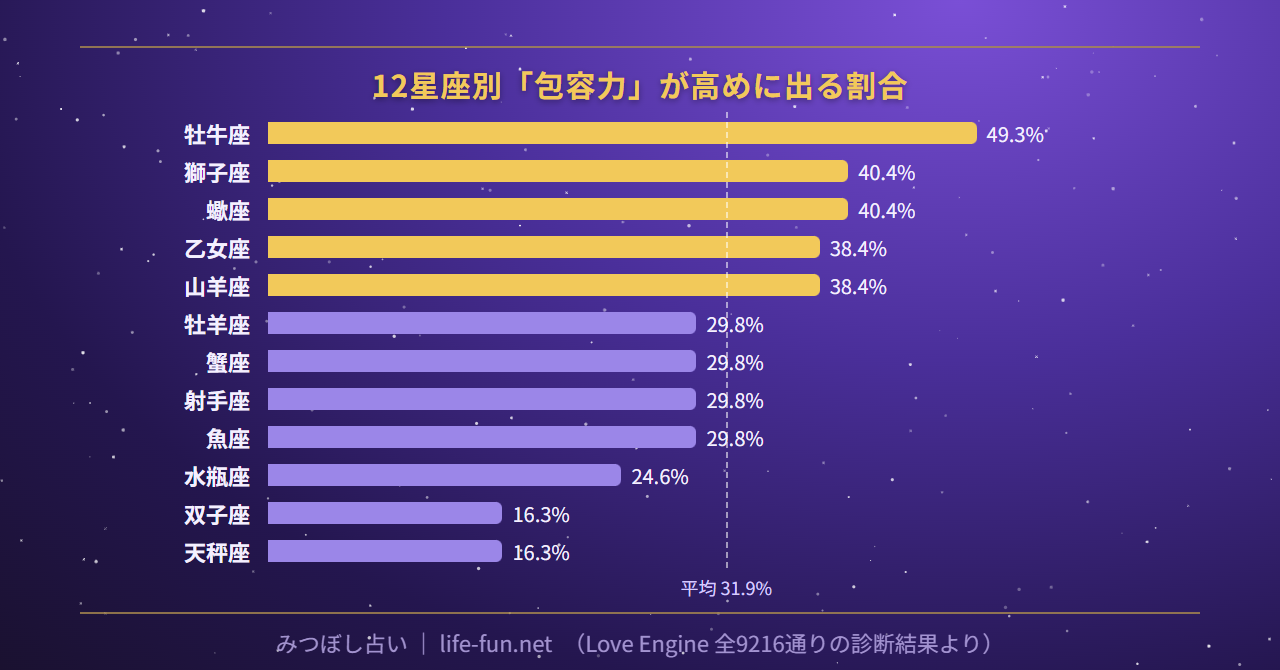 12星座別「包容力」が高めに出る割合
牡牛座 49.3%
獅子座 40.4%
蠍座 40.4%
乙女座 38.4%
山羊座 38.4%
牡羊座 29.8%
蟹座 29.8%
射手座 29.8%
魚座 29.8%
水瓶座 24.6%
双子座 16.3%
天秤座 16.3%
平均 31.9%
みつぼし占い｜life-fun.net （Love Engine 全9216通りの診断結果より）